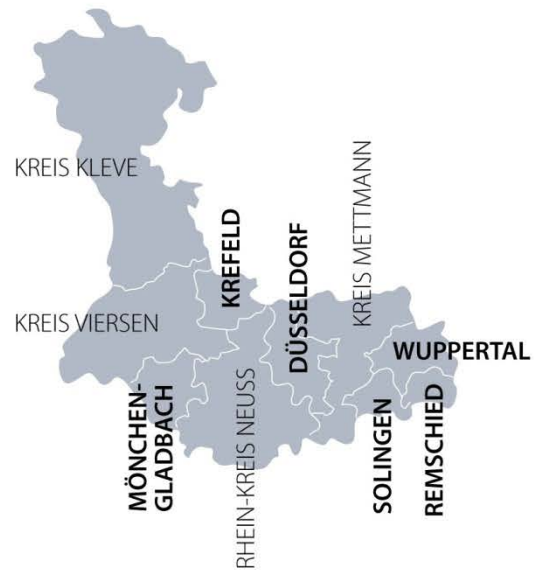 KREIS KLEVE
KREFELD
DÜSSELDORF
KREIS METTMANN
KREIS VIERSEN
WUPPERTAL
MÖNCHEN-
GLADBACH
RHEIN-KREIS NEUSS
SOLINGEN
REMSCHIED